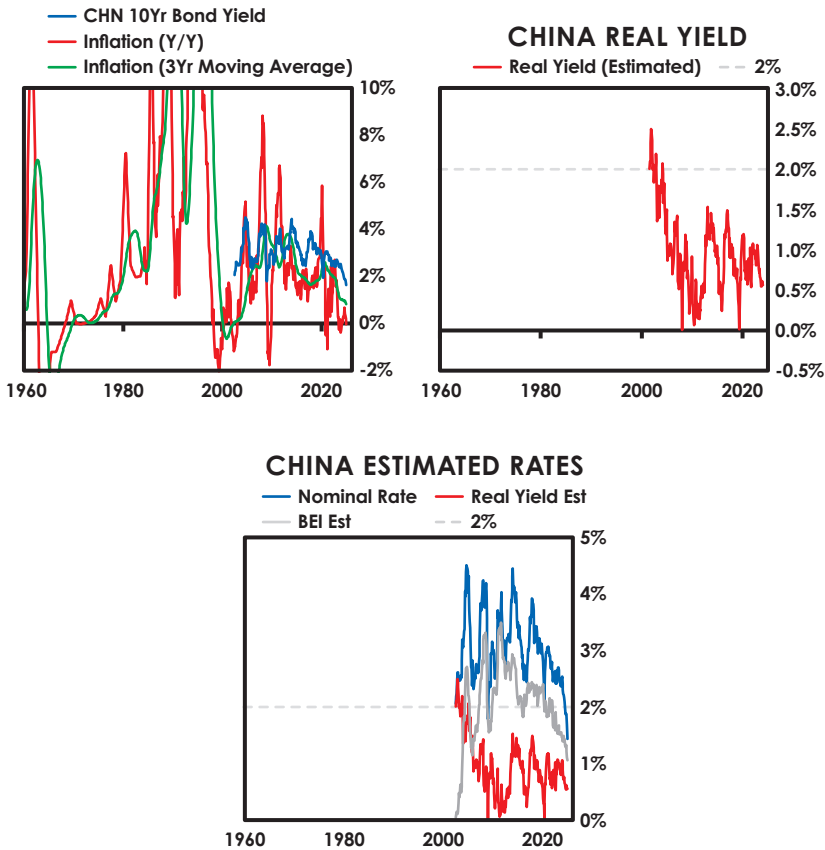 CHN 10Yr Bond Yield
Inflation (Y/Y)
Inflation (3Yr Moving Average)
10%
8%
6%
4%
2%
0%
-2%
1960 1980 2000 2020
CHINA REAL YIELD
Real Yield (Estimated) 2%
3.0%
2.5%
2.0%
1.5%
1.0%
0.5%
0.0%
-0.5%
1960 1980 2000 2020
CHINA ESTIMATED RATES
Nominal Rate Real Yield Est
BEI Est 2%
5%
4%
3%
2%
1%
0%
1960 1980 2000 2020